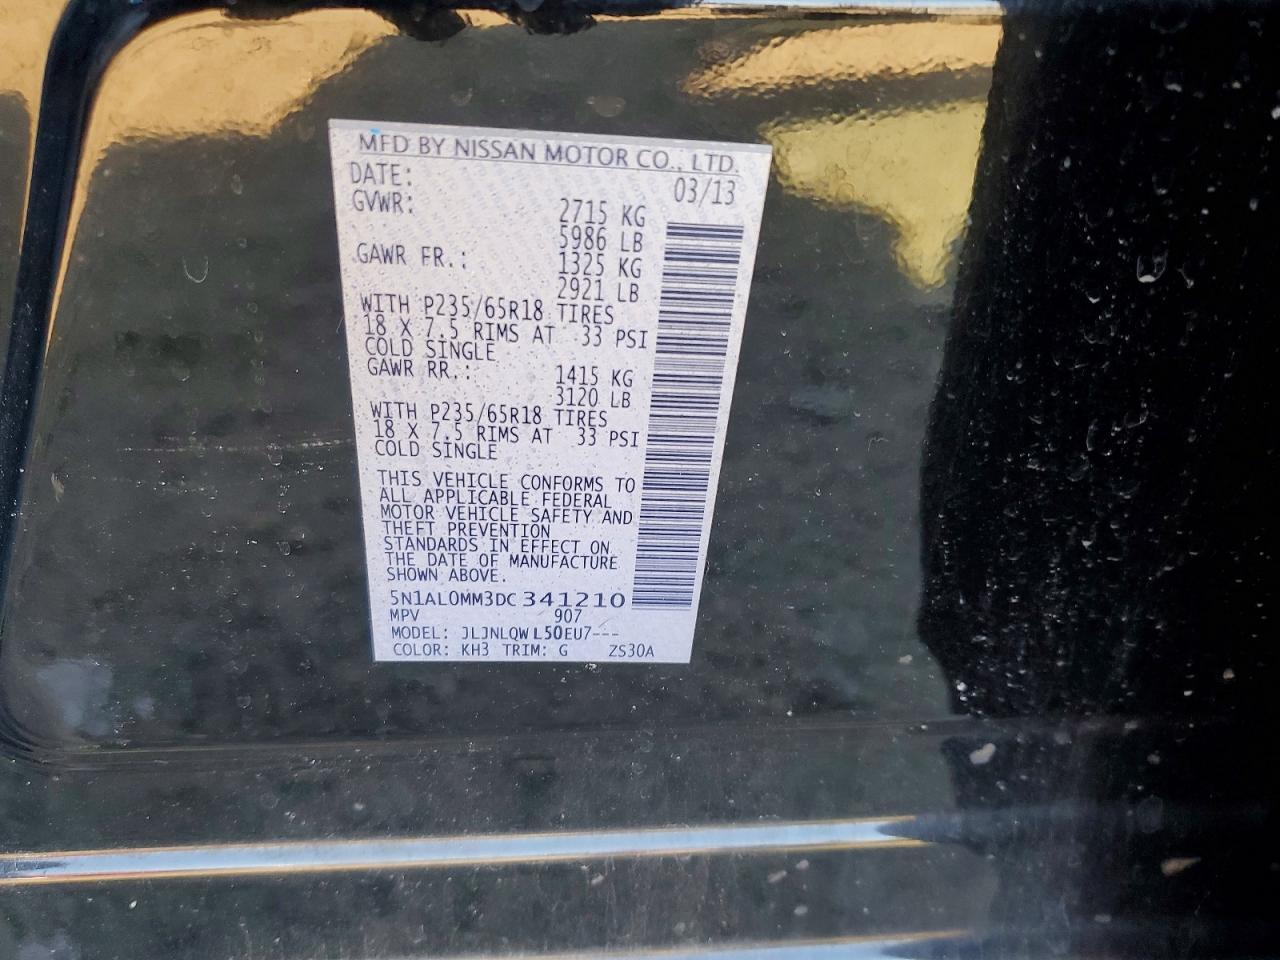 MFD BY NISSAN MOTOR CO., LTD.
DATE: 03/13
GVWR: 2715 KG
5986 LB
GAWR FR.: 1325 KG
2921 LB
WITH P235/65R18 TIRES
18 X 7.5 RIMS AT 33 PSI
COLD SINGLE
GAWR RR.: 1415 KG
3120 LB
WITH P235/65R18 TIRES
18 X 7.5 RIMS AT 33 PSI
COLD SINGLE
THIS VEHICLE CONFORMS TO
ALL APPLICABLE FEDERAL
MOTOR VEHICLE SAFETY AND
THEFT PREVENTION
STANDARDS IN EFFECT ON
THE DATE OF MANUFACTURE
SHOWN ABOVE.
5N1AL0MM3DC 341210
MPV 907
MODEL: JLJNLQW L50EU7---
COLOR: KH3 TRIM: G ZS30A